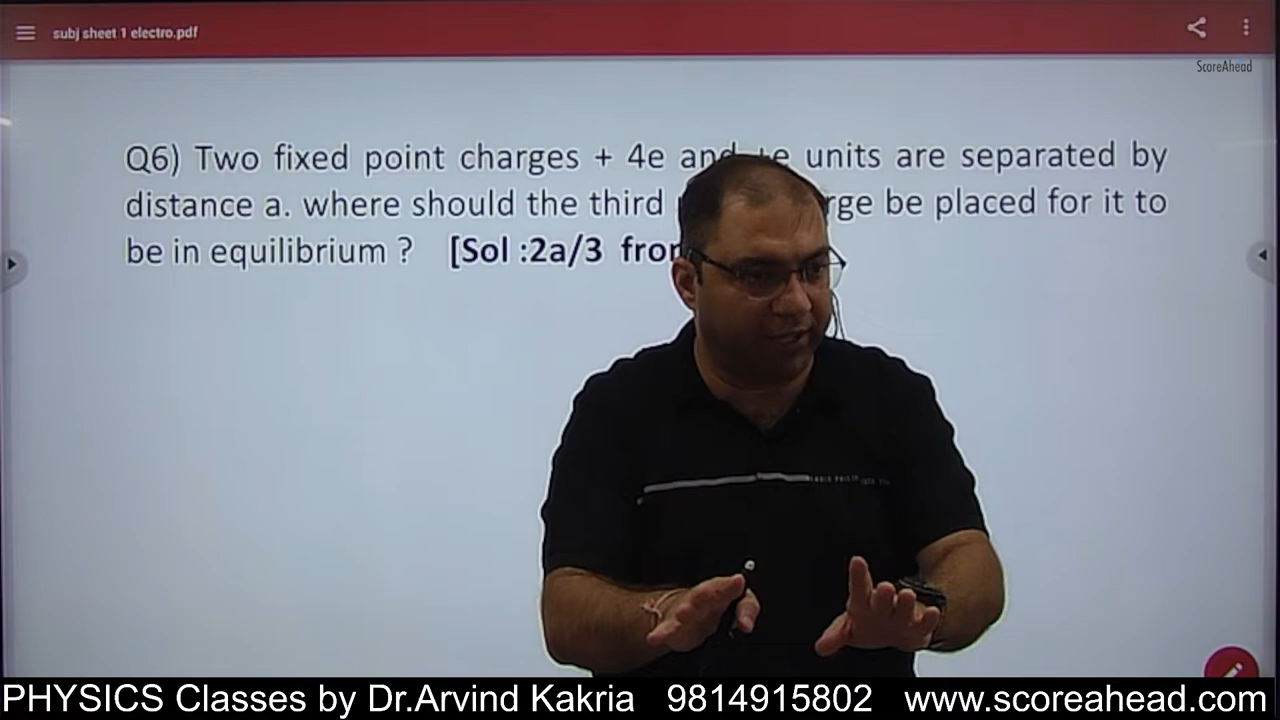 subj sheet 1 electro.pdf
ScoreAhead
Q6) Two fixed point charges + 4e and +e units are separated by
distance a. where should the third rge be placed for it to
be in equilibrium ? [Sol :2a/3 from
PHYSICS Classes by Dr.Arvind Kakria 9814915802 www.scoreahead.com